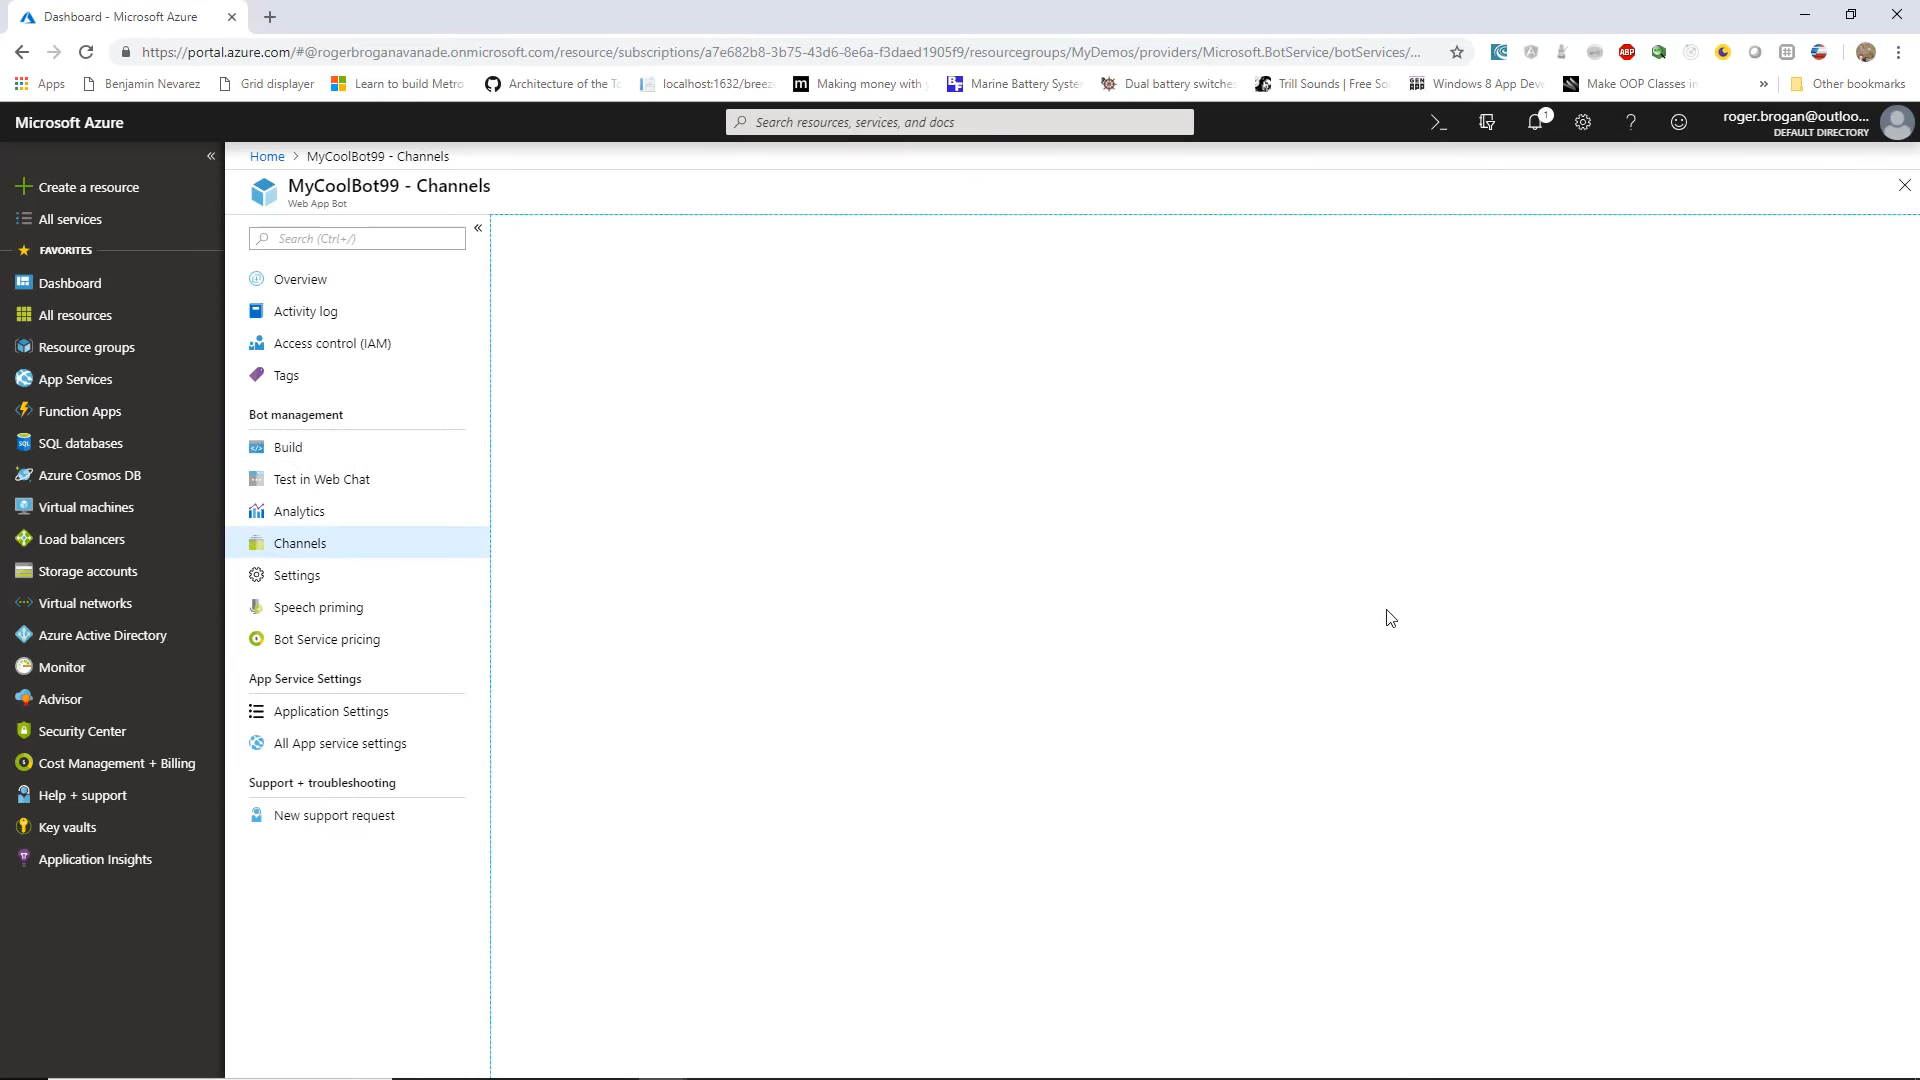 Dashboard - Microsoft Azure
https://portal.azure.com/#@rogerbroganavanade.onmicrosoft.com/resource/subscriptions/a7e682b8-3b75-43d6-8e6a-f3daed1905f9/resourcegroups/MyDemos/providers/Microsoft.BotService/botServices/...
ABP
Apps Benjamin Nevarez Grid displayer Learn to build Metro Architecture of the To localhost:1632/breeze Making money with Marine Battery System Dual battery switches Trill Sounds | Free So Windows 8 App Deve Make OOP Classes in » Other bookmarks
Microsoft Azure
Search resources, services, and docs
1
roger.brogan@outloo...
DEFAULT DIRECTORY
Home > MyCoolBot99 - Channels
MyCoolBot99 - Channels
Web App Bot
Create a resource
All services
FAVORITES
Dashboard
All resources
Resource groups
App Services
Function Apps
SQL databases
Azure Cosmos DB
Virtual machines
Load balancers
Storage accounts
Virtual networks
Azure Active Directory
Monitor
Advisor
Security Center
Cost Management + Billing
Help + support
Key vaults
Application Insights
Search (Ctrl+/)
Overview
Activity log
Access control (IAM)
Tags
Bot management
Build
Test in Web Chat
Analytics
Channels
Settings
Speech priming
Bot Service pricing
App Service Settings
Application Settings
All App service settings
Support + troubleshooting
New support request